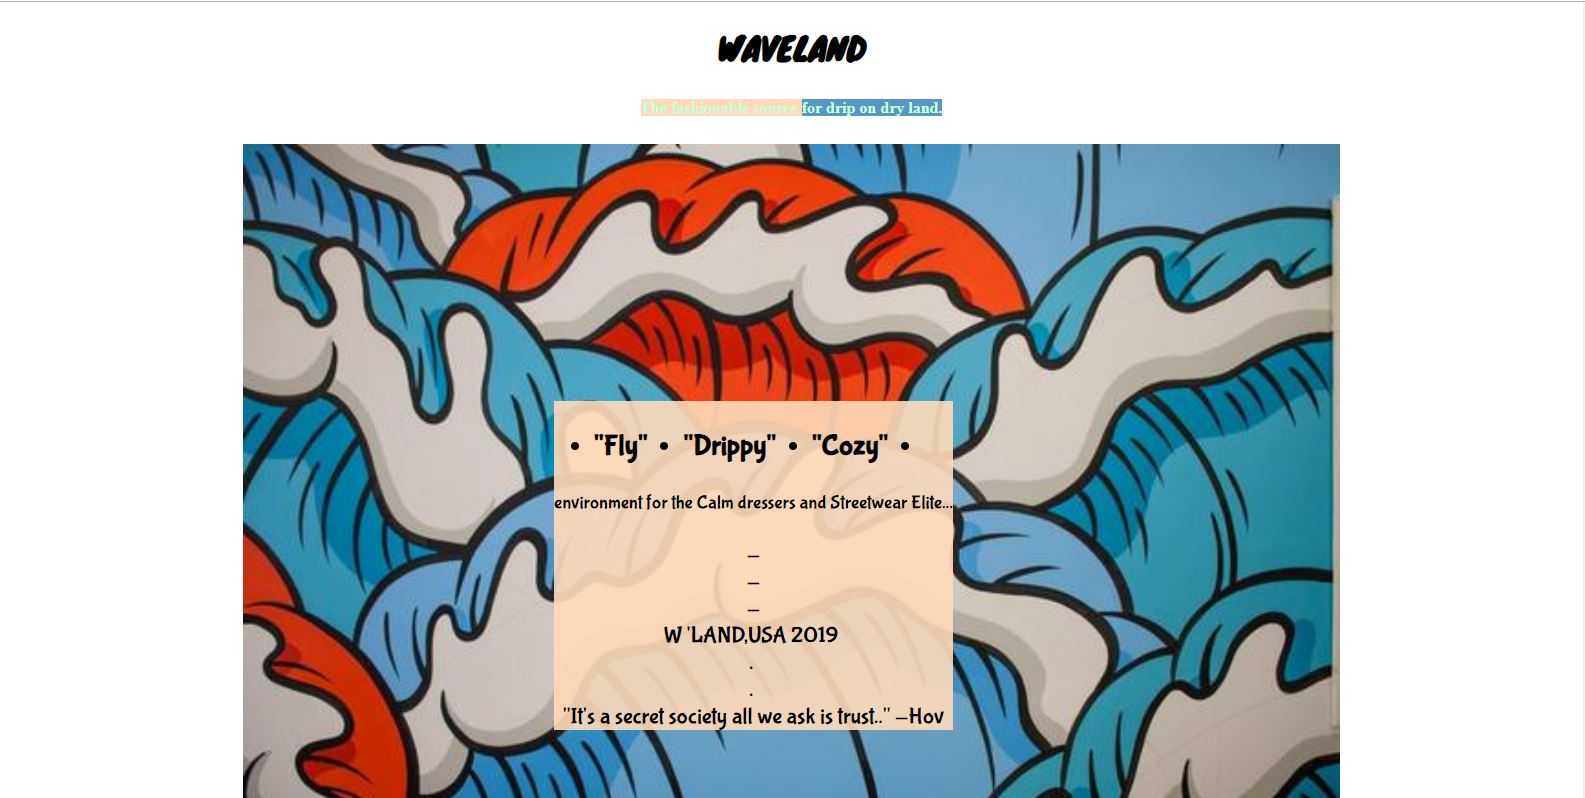 WAVELAND
The fashionable source for drip on dry land.
• "Fly" • "Drippy" • "Cozy" •
environment for the Calm dressers and Streetwear Elite...
–
–
–
W 'LAND,USA 2019
.
.
"It's a secret society all we ask is trust.." –Hov